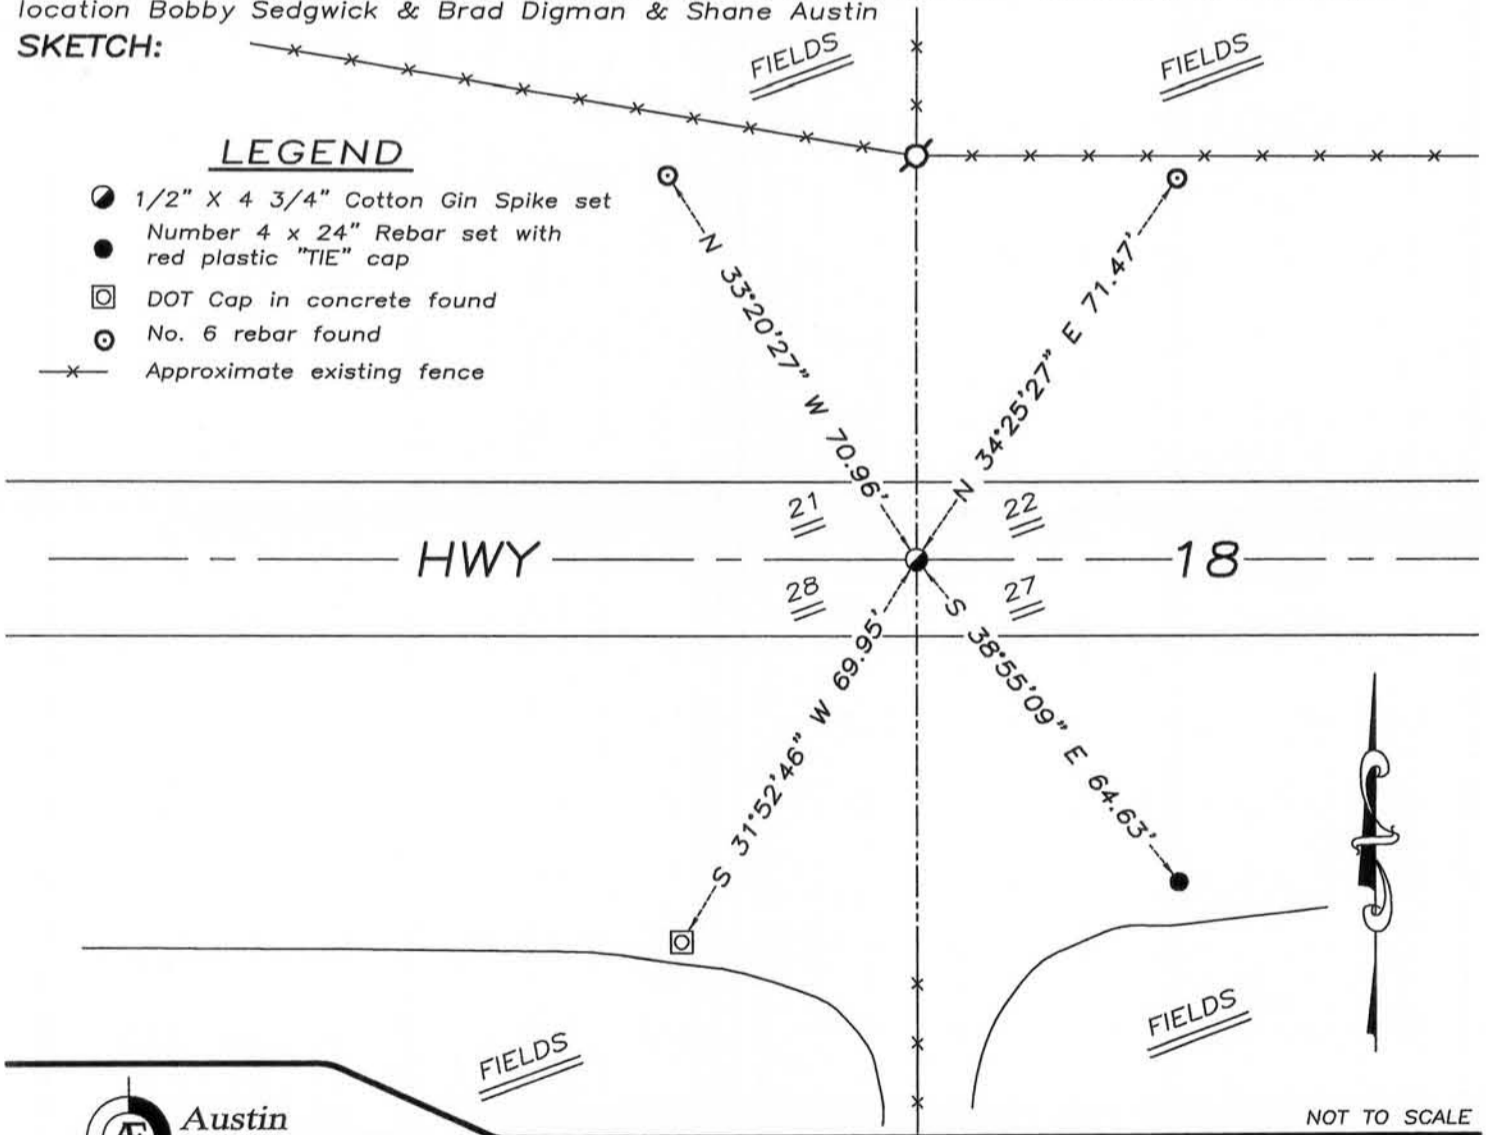 location Bobby Sedgwick & Brad Digman & Shane Austin
SKETCH:
FIELDS
FIELDS
LEGEND
1/2" X 4 3/4" Cotton Gin Spike set
Number 4 x 24" Rebar set with
red plastic "TIE" cap
DOT Cap in concrete found
No. 6 rebar found
Approximate existing fence
N 33°20'27" W 70.96'
N 34°25'27" E 71.47'
21
22
HWY
18
28
27
S 31°52'46" W 69.95'
S 38°55'09" E 64.63'
FIELDS
FIELDS
Austin
NOT TO SCALE